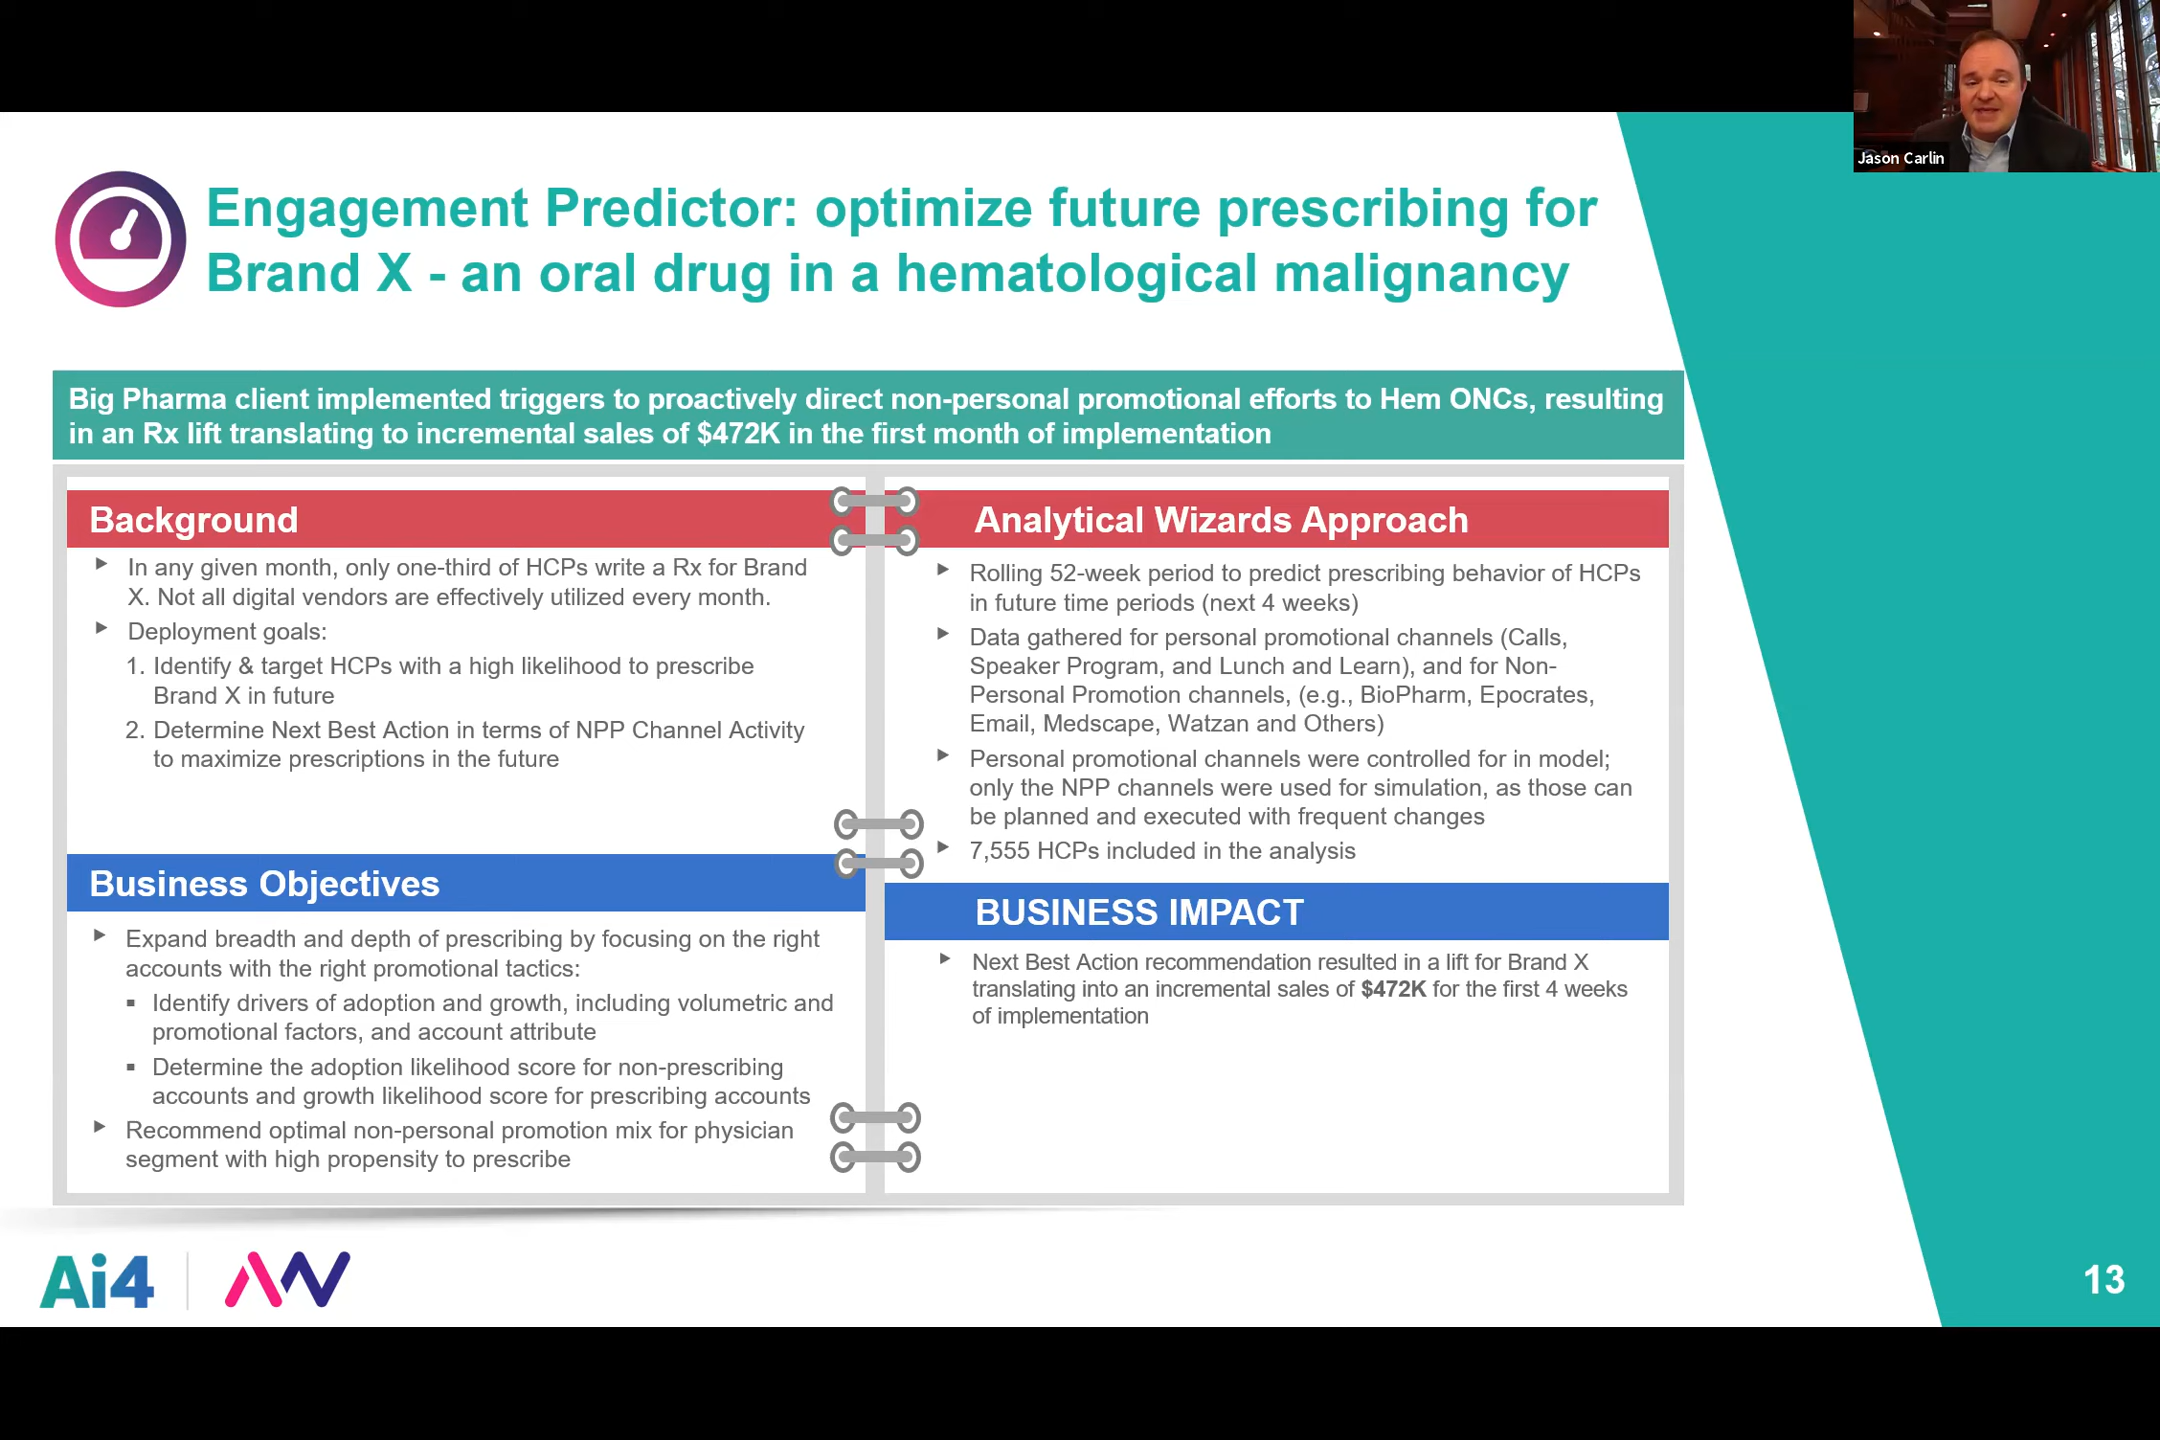 Jason Carlin
Engagement Predictor: optimize future prescribing for
Brand X - an oral drug in a hematological malignancy
Big Pharma client implemented triggers to proactively direct non-personal promotional efforts to Hem ONCs, resulting
in an Rx lift translating to incremental sales of $472K in the first month of implementation
Background
In any given month, only one-third of HCPs write a Rx for Brand
X. Not all digital vendors are effectively utilized every month.
Deployment goals:
1. Identify & target HCPs with a high likelihood to prescribe
Brand X in future
2. Determine Next Best Action in terms of NPP Channel Activity
to maximize prescriptions in the future
Business Objectives
Expand breadth and depth of prescribing by focusing on the right
accounts with the right promotional tactics:
Identify drivers of adoption and growth, including volumetric and
promotional factors, and account attribute
Determine the adoption likelihood score for non-prescribing
accounts and growth likelihood score for prescribing accounts
Recommend optimal non-personal promotion mix for physician
segment with high propensity to prescribe
Analytical Wizards Approach
Rolling 52-week period to predict prescribing behavior of HCPs
in future time periods (next 4 weeks)
Data gathered for personal promotional channels (Calls,
Speaker Program, and Lunch and Learn), and for Non-
Personal Promotion channels, (e.g., BioPharm, Epocrates,
Email, Medscape, Watzan and Others)
Personal promotional channels were controlled for in model;
only the NPP channels were used for simulation, as those can
be planned and executed with frequent changes
7,555 HCPs included in the analysis
BUSINESS IMPACT
Next Best Action recommendation resulted in a lift for Brand X
translating into an incremental sales of $472K for the first 4 weeks
of implementation
Ai4
AW
13